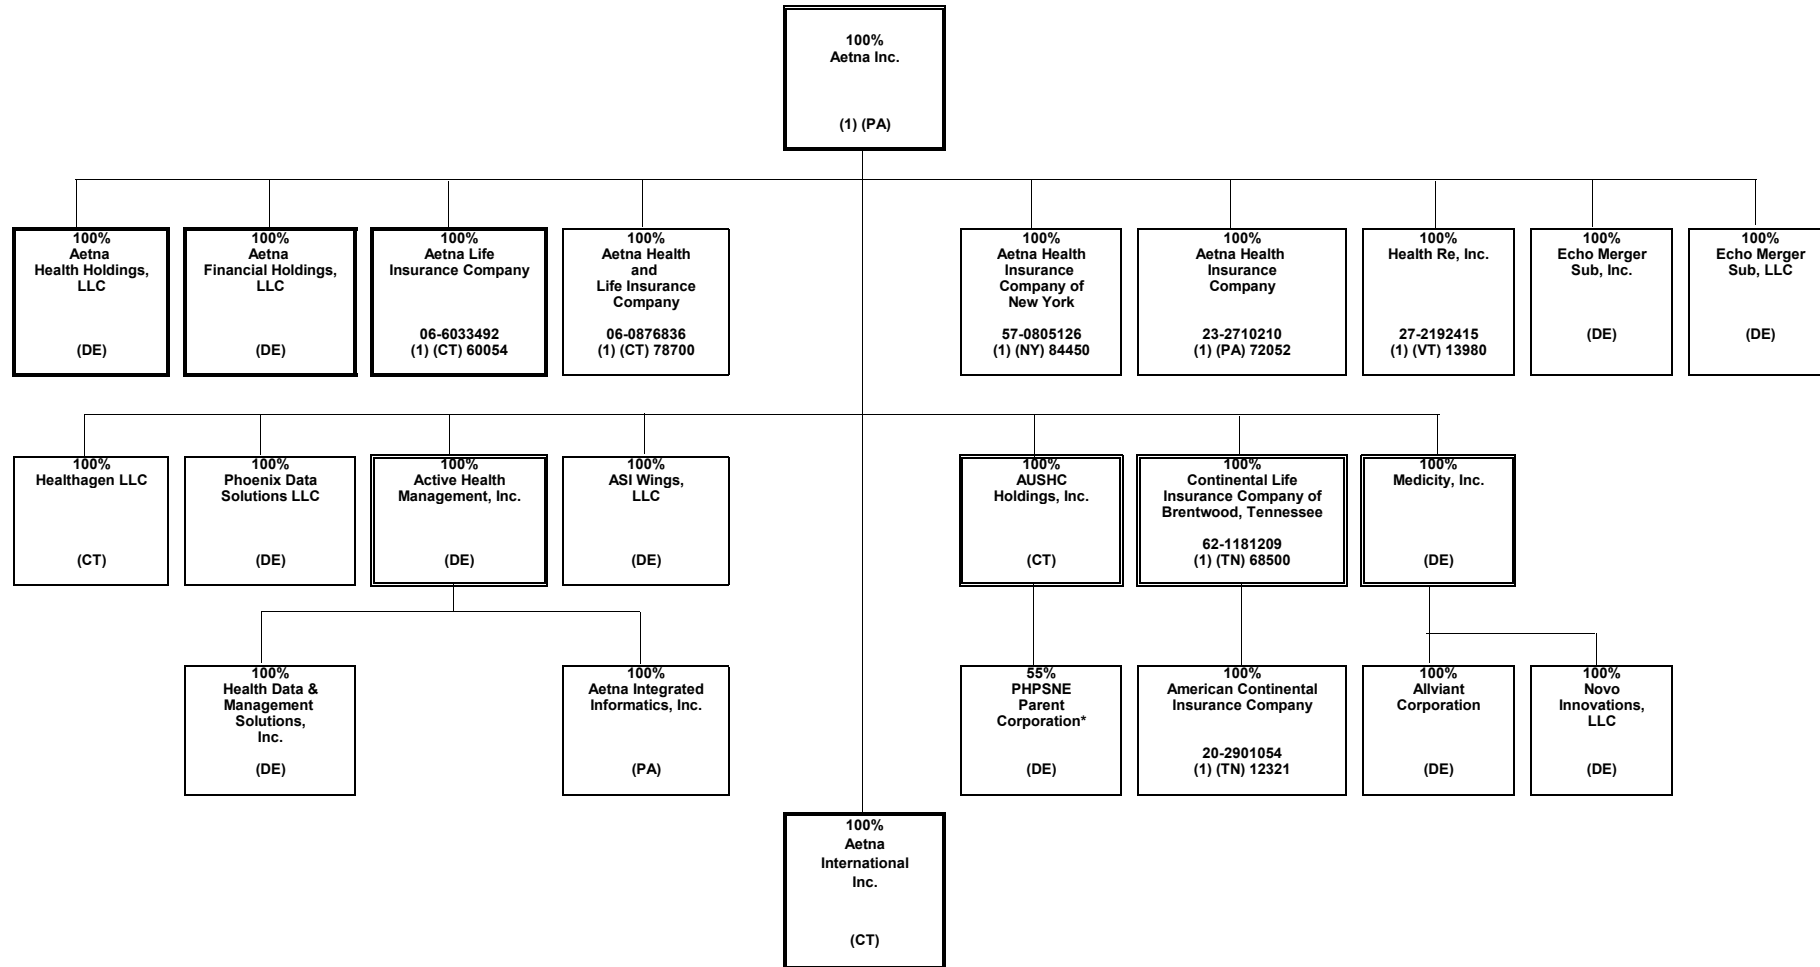 100%
Aetna Inc.
(1) (PA)
100%
Aetna
Health Holdings,
LLC
(DE)
100%
Aetna
Financial Holdings,
LLC
(DE)
100%
Aetna Life
Insurance Company
06-6033492
(1) (CT) 60054
100%
Aetna Health
and
Life Insurance
Company
06-0876836
(1) (CT) 78700
100%
Aetna Health
Insurance
Company of
New York
57-0805126
(1) (NY) 84450
100%
Aetna Health
Insurance
Company
23-2710210
(1) (PA) 72052
100%
Health Re, Inc.
27-2192415
(1) (VT) 13980
100%
Echo Merger
Sub, Inc.
(DE)
100%
Echo Merger
Sub, LLC
(DE)
100%
Healthagen LLC
(CT)
100%
Phoenix Data
Solutions LLC
(DE)
100%
Active Health
Management, Inc.
(DE)
100%
ASI Wings,
LLC
(DE)
100%
AUSHC
Holdings, Inc.
(CT)
100%
Continental Life
Insurance Company of
Brentwood, Tennessee
62-1181209
(1) (TN) 68500
100%
Medicity, Inc.
(DE)
100%
Health Data &
Management
Solutions,
Inc.
(DE)
100%
Aetna Integrated
Informatics, Inc.
(PA)
55%
PHPSNE
Parent
Corporation*
(DE)
100%
American Continental
Insurance Company
20-2901054
(1) (TN) 12321
100%
Allviant
Corporation
(DE)
100%
Novo
Innovations,
LLC
(DE)
100%
Aetna
International
Inc.
(CT)